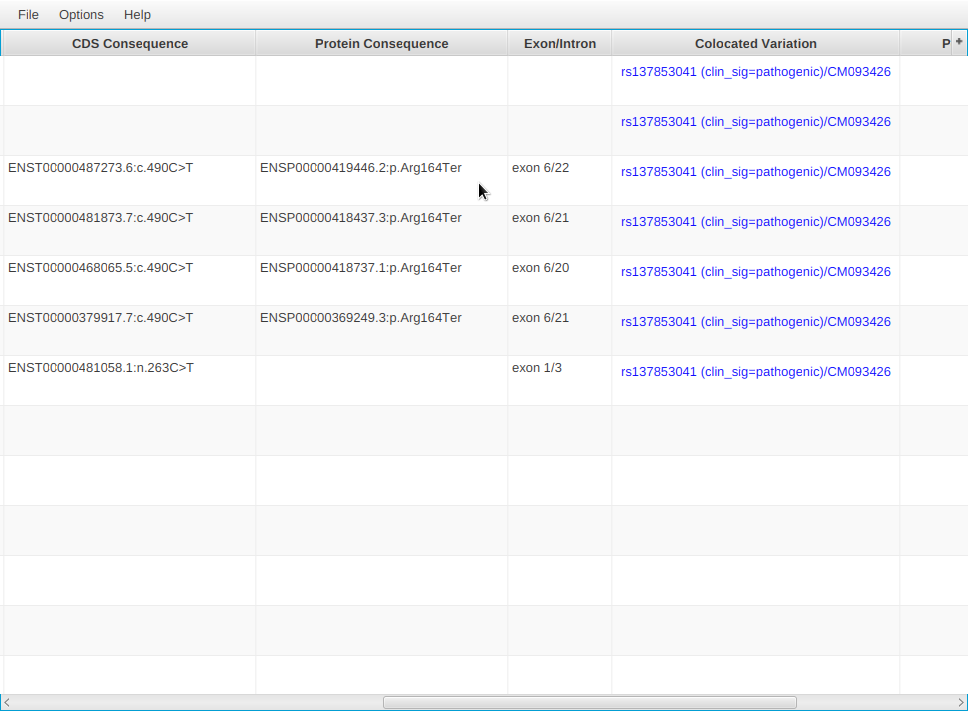 File Options Help
CDS Consequence Protein Consequence Exon/Intron Colocated Variation P +
rs137853041 (clin_sig=pathogenic)/CM093426
rs137853041 (clin_sig=pathogenic)/CM093426
ENST00000487273.6:c.490C>T ENSP00000419446.2:p.Arg164Ter exon 6/22 rs137853041 (clin_sig=pathogenic)/CM093426
ENST00000481873.7:c.490C>T ENSP00000418437.3:p.Arg164Ter exon 6/21 rs137853041 (clin_sig=pathogenic)/CM093426
ENST00000468065.5:c.490C>T ENSP00000418737.1:p.Arg164Ter exon 6/20 rs137853041 (clin_sig=pathogenic)/CM093426
ENST00000379917.7:c.490C>T ENSP00000369249.3:p.Arg164Ter exon 6/21 rs137853041 (clin_sig=pathogenic)/CM093426
ENST00000481058.1:n.263C>T exon 1/3 rs137853041 (clin_sig=pathogenic)/CM093426